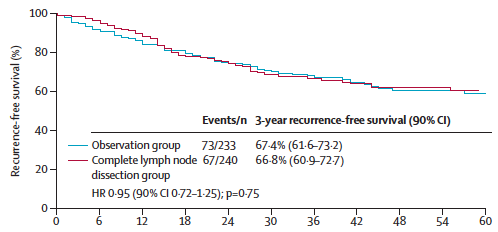 100
80
60
40
20
0
Recurrence-free survival (%)
Events/n 3-year recurrence-free survival (90% CI)
Observation group 73/233 67·4% (61·6–73·2)
Complete lymph node 67/240 66·8% (60·9–72·7)
dissection group
HR 0·95 (90% CI 0·72–1·25); p=0·75
0 6 12 18 24 30 36 42 48 54 60